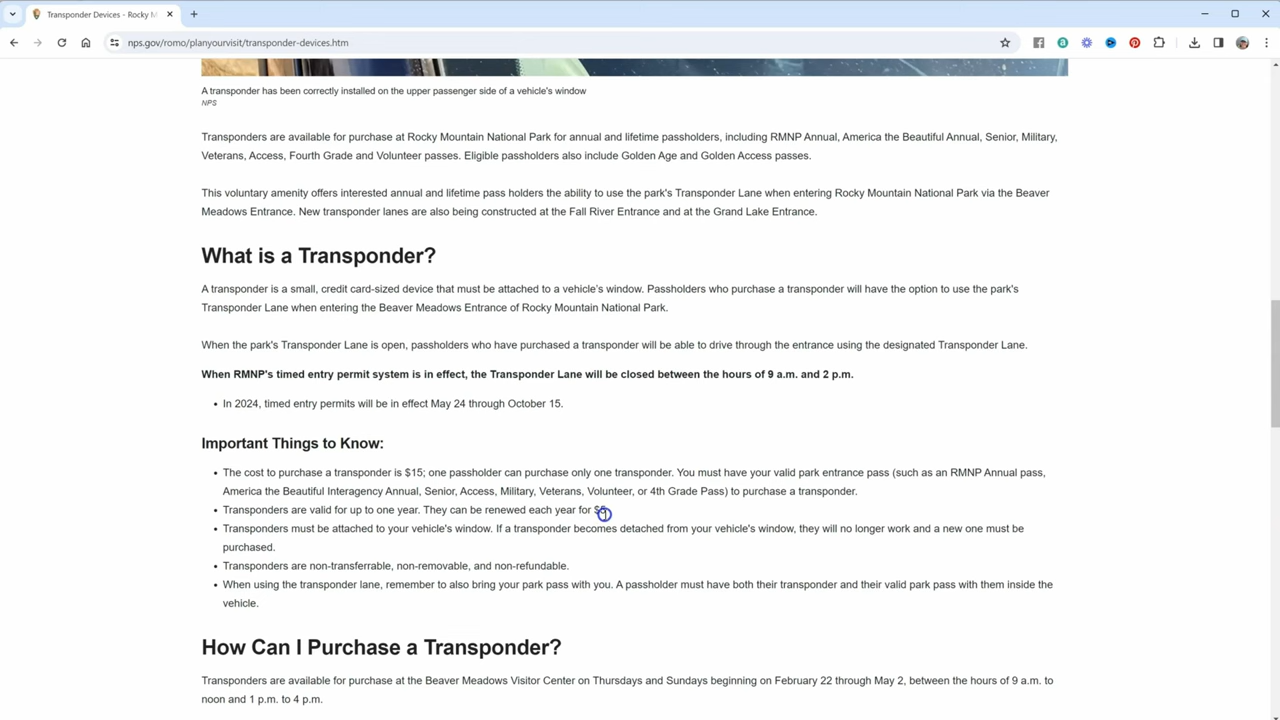 Transponder Devices - Rocky M
nps.gov/romo/planyourvisit/transponder-devices.htm
A transponder has been correctly installed on the upper passenger side of a vehicle's window
NPS
Transponders are available for purchase at Rocky Mountain National Park for annual and lifetime passholders, including RMNP Annual, America the Beautiful Annual, Senior, Military,
Veterans, Access, Fourth Grade and Volunteer passes. Eligible passholders also include Golden Age and Golden Access passes.
This voluntary amenity offers interested annual and lifetime pass holders the ability to use the park's Transponder Lane when entering Rocky Mountain National Park via the Beaver
Meadows Entrance. New transponder lanes are also being constructed at the Fall River Entrance and at the Grand Lake Entrance.
What is a Transponder?
A transponder is a small, credit card-sized device that must be attached to a vehicle's window. Passholders who purchase a transponder will have the option to use the park's
Transponder Lane when entering the Beaver Meadows Entrance of Rocky Mountain National Park.
When the park's Transponder Lane is open, passholders who have purchased a transponder will be able to drive through the entrance using the designated Transponder Lane.
When RMNP's timed entry permit system is in effect, the Transponder Lane will be closed between the hours of 9 a.m. and 2 p.m.
• In 2024, timed entry permits will be in effect May 24 through October 15.
Important Things to Know:
• The cost to purchase a transponder is $15; one passholder can purchase only one transponder. You must have your valid park entrance pass (such as an RMNP Annual pass,
America the Beautiful Interagency Annual, Senior, Access, Military, Veterans, Volunteer, or 4th Grade Pass) to purchase a transponder.
• Transponders are valid for up to one year. They can be renewed each year for
• Transponders must be attached to your vehicle's window. If a transponder becomes detached from your vehicle's window, they will no longer work and a new one must be
purchased.
• Transponders are non-transferrable, non-removable, and non-refundable.
• When using the transponder lane, remember to also bring your park pass with you. A passholder must have both their transponder and their valid park pass with them inside the
vehicle.
How Can I Purchase a Transponder?
Transponders are available for purchase at the Beaver Meadows Visitor Center on Thursdays and Sundays beginning on February 22 through May 2, between the hours of 9 a.m. to
noon and 1 p.m. to 4 p.m.